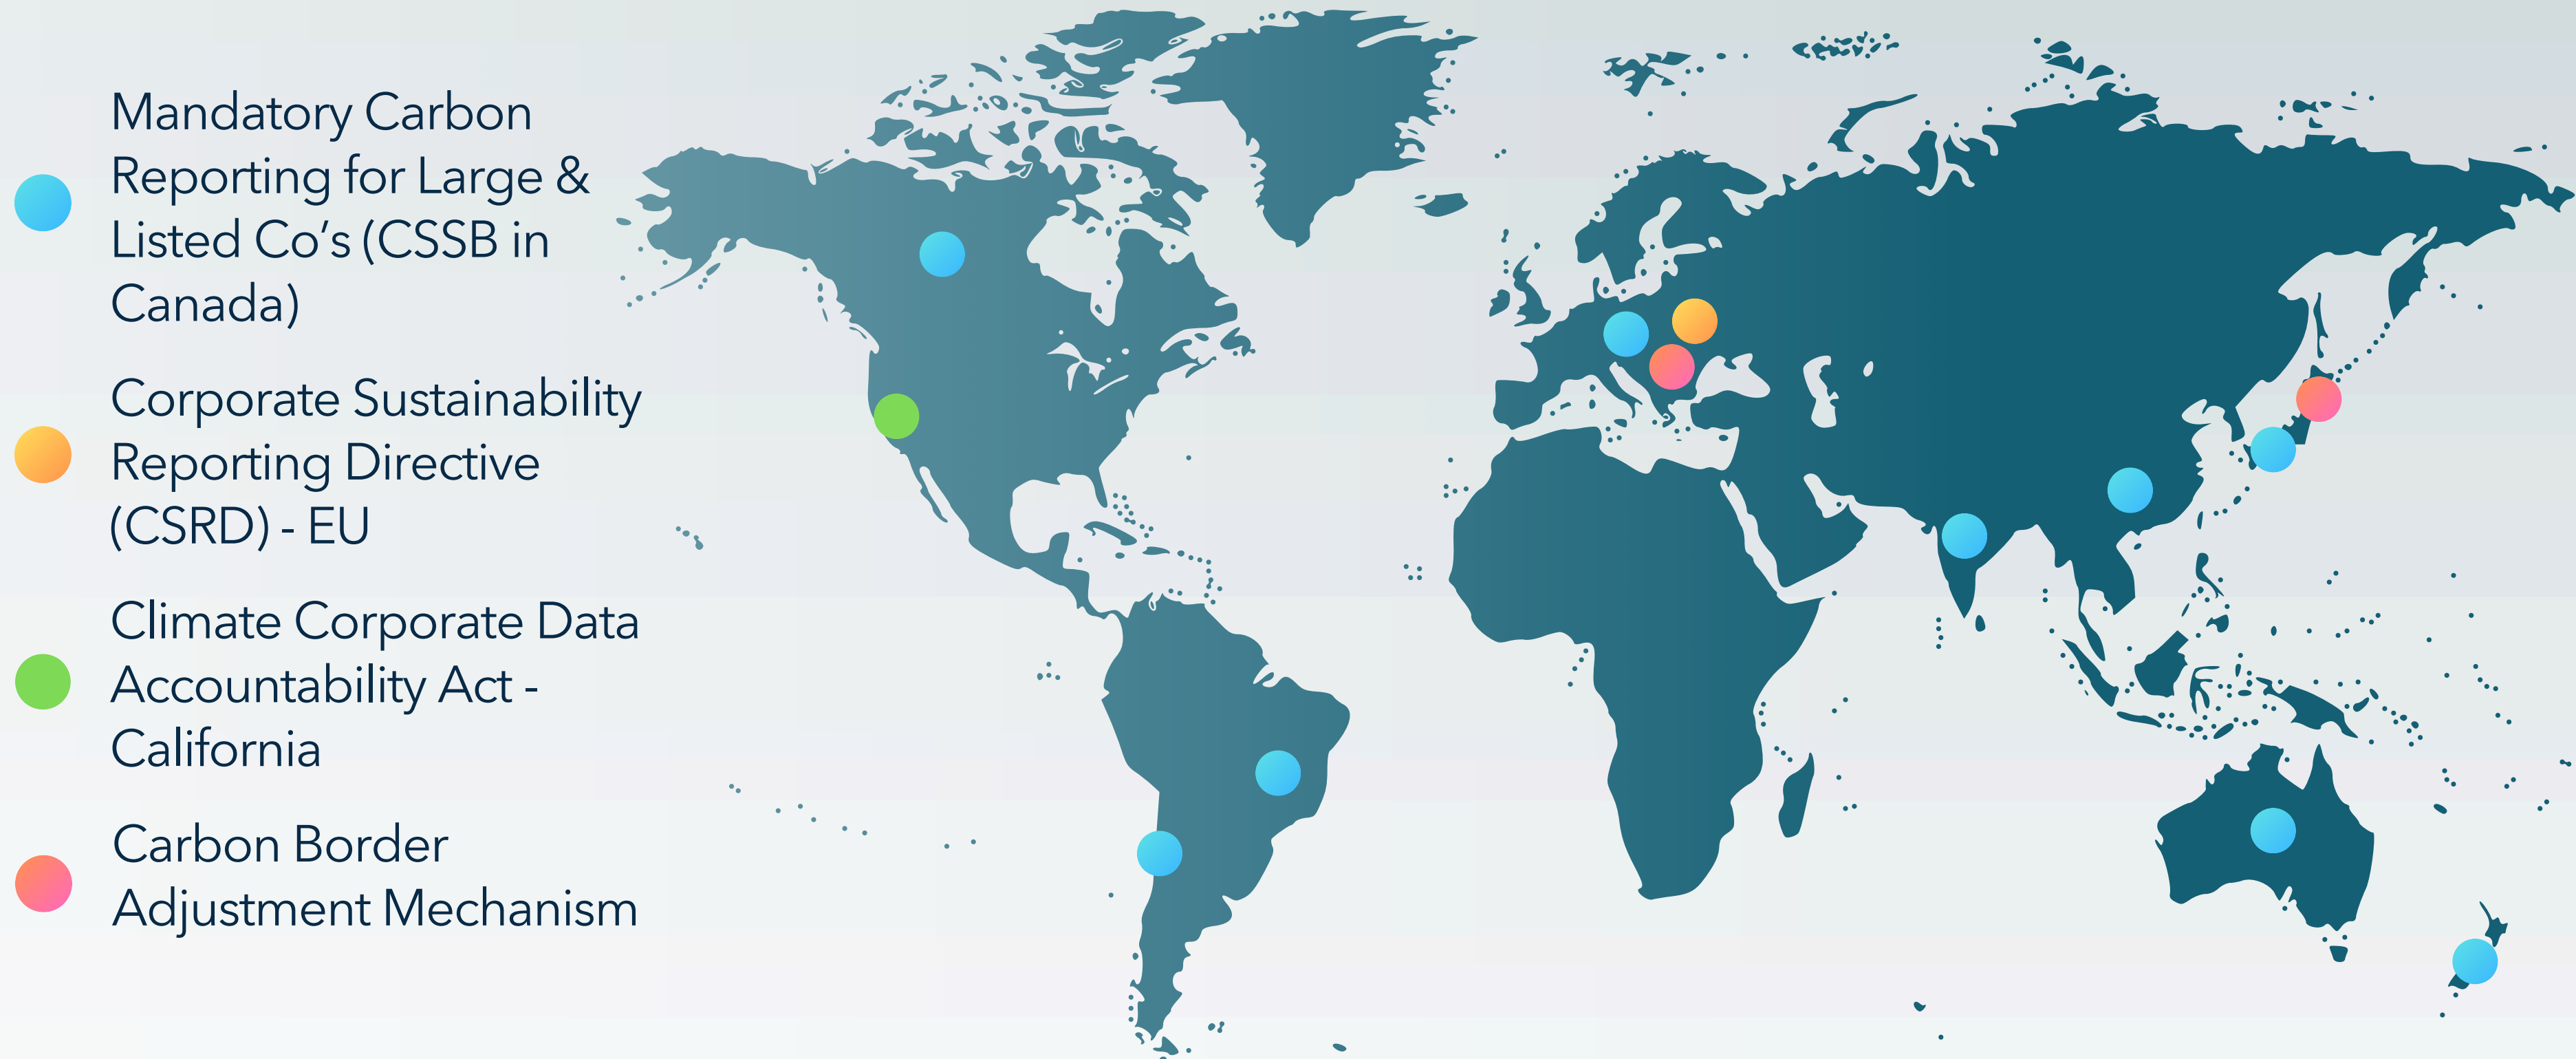 Mandatory Carbon
Reporting for Large &
Listed Co’s (CSSB in
Canada)
Corporate Sustainability
Reporting Directive
(CSRD) - EU
Climate Corporate Data
Accountability Act -
California
Carbon Border
Adjustment Mechanism